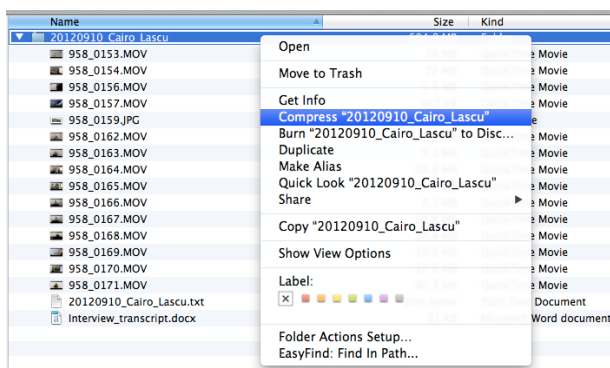 Name Size Kind
20120910_Cairo_Lascu
958_0153.MOV e Movie
958_0154.MOV e Movie
958_0156.MOV e Movie
958_0157.MOV e Movie
958_0159.JPG e
958_0162.MOV e Movie
958_0163.MOV e Movie
958_0164.MOV e Movie
958_0165.MOV e Movie
958_0166.MOV e Movie
958_0167.MOV e Movie
958_0168.MOV e Movie
958_0169.MOV e Movie
958_0170.MOV e Movie
958_0171.MOV e Movie
20120910_Cairo_Lascu.txt Document
Interview_transcript.docx Word document
Open
Move to Trash
Get Info
Compress “20120910_Cairo_Lascu”
Burn “20120910_Cairo_Lascu” to Disc...
Duplicate
Make Alias
Quick Look “20120910_Cairo_Lascu”
Share
Copy “20120910_Cairo_Lascu”
Show View Options
Label:
Folder Actions Setup...
EasyFind: Find In Path...